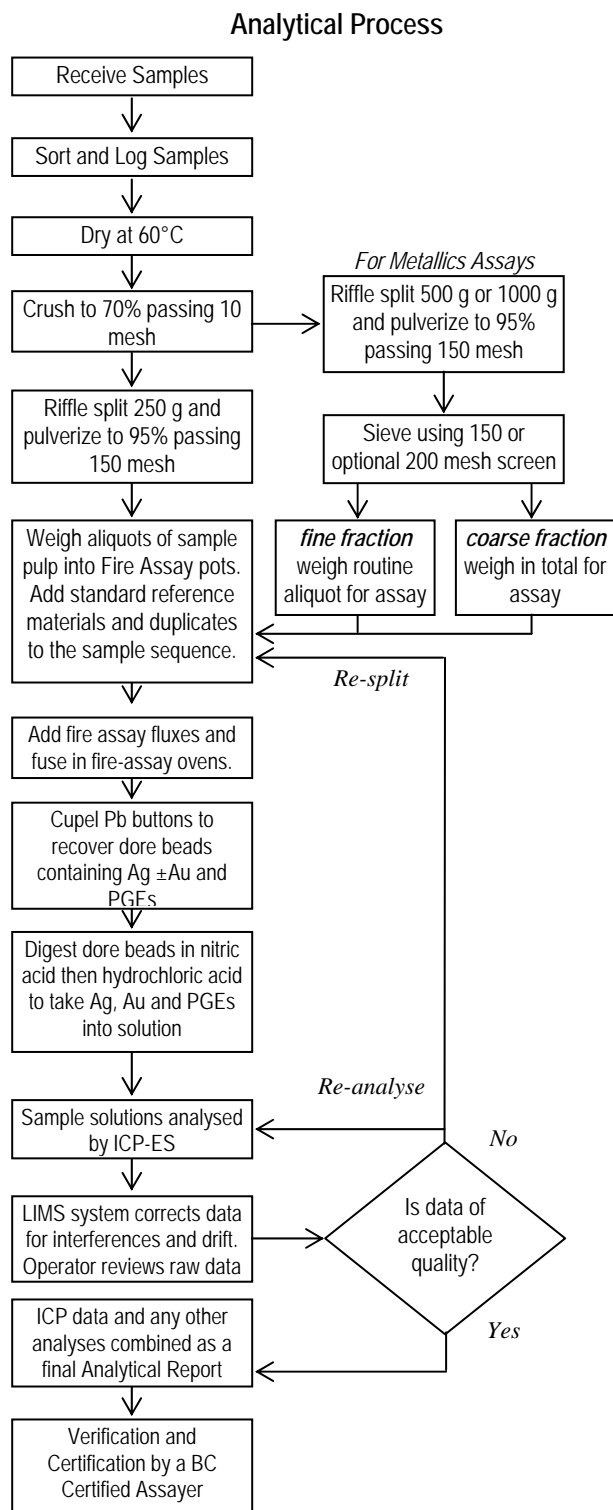 Analytical Process
Receive Samples
Sort and Log Samples
Dry at 60°C
Crush to 70% passing 10
mesh
For Metallics Assays
Riffle split 500 g or 1000 g
and pulverize to 95%
passing 150 mesh
Riffle split 250 g and
pulverize to 95% passing
150 mesh
Sieve using 150 or
optional 200 mesh screen
Weigh aliquots of sample
pulp into Fire Assay pots.
Add standard reference
materials and duplicates
to the sample sequence.
fine fraction
weigh routine
aliquot for assay
coarse fraction
weigh in total for
assay
Re-split
Add fire assay fluxes and
fuse in fire-assay ovens.
Cupel Pb buttons to
recover dore beads
containing Ag ±Au and
PGEs
Digest dore beads in nitric
acid then hydrochloric acid
to take Ag, Au and PGEs
into solution
Re-analyse
Sample solutions analysed
by ICP-ES
No
LIMS system corrects data
for interferences and drift.
Operator reviews raw data
Is data of
acceptable
quality?
Yes
ICP data and any other
analyses combined as a
final Analytical Report
Verification and
Certification by a BC
Certified Assayer